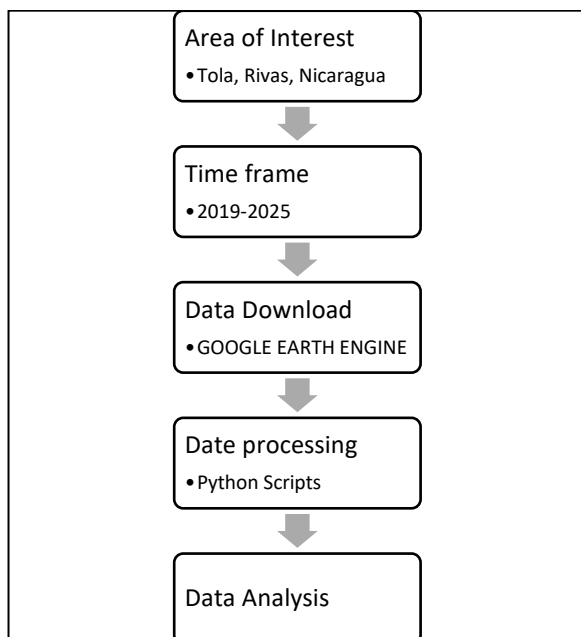 Area of Interest
•Tola, Rivas, Nicaragua
Time frame
•2019-2025
Data Download
•GOOGLE EARTH ENGINE
Date processing
•Python Scripts
Data Analysis